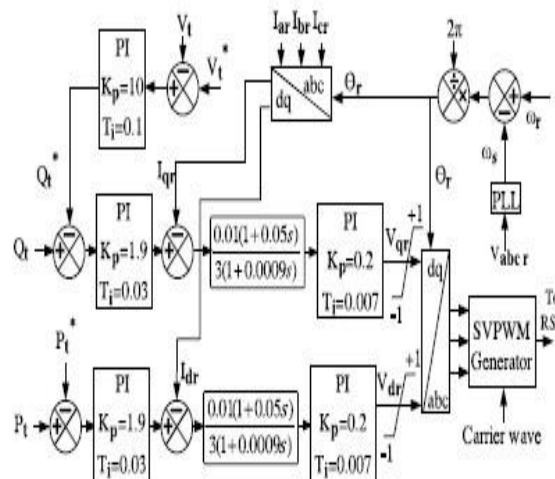 I_ar I_br I_cr
V_t
2π
PI
K_p=10
T_i=0.1
V_t*
abc
dq
Θ_r
ω_r
ω_s
Q_t*
I_qr
Θ_r
PLL
V_abc r
Q_t
PI
K_p=1.9
T_i=0.03
0.01(1+0.05s)
3(1+0.0009s)
PI
K_p=0.2
T_i=0.007
V_qr
+1
-1
dq
abc
SVPWM
Generator
To
RS
P_t*
I_dr
P_t
PI
K_p=1.9
T_i=0.03
0.01(1+0.05s)
3(1+0.0009s)
PI
K_p=0.2
T_i=0.007
V_dr
+1
-1
Carrier wave